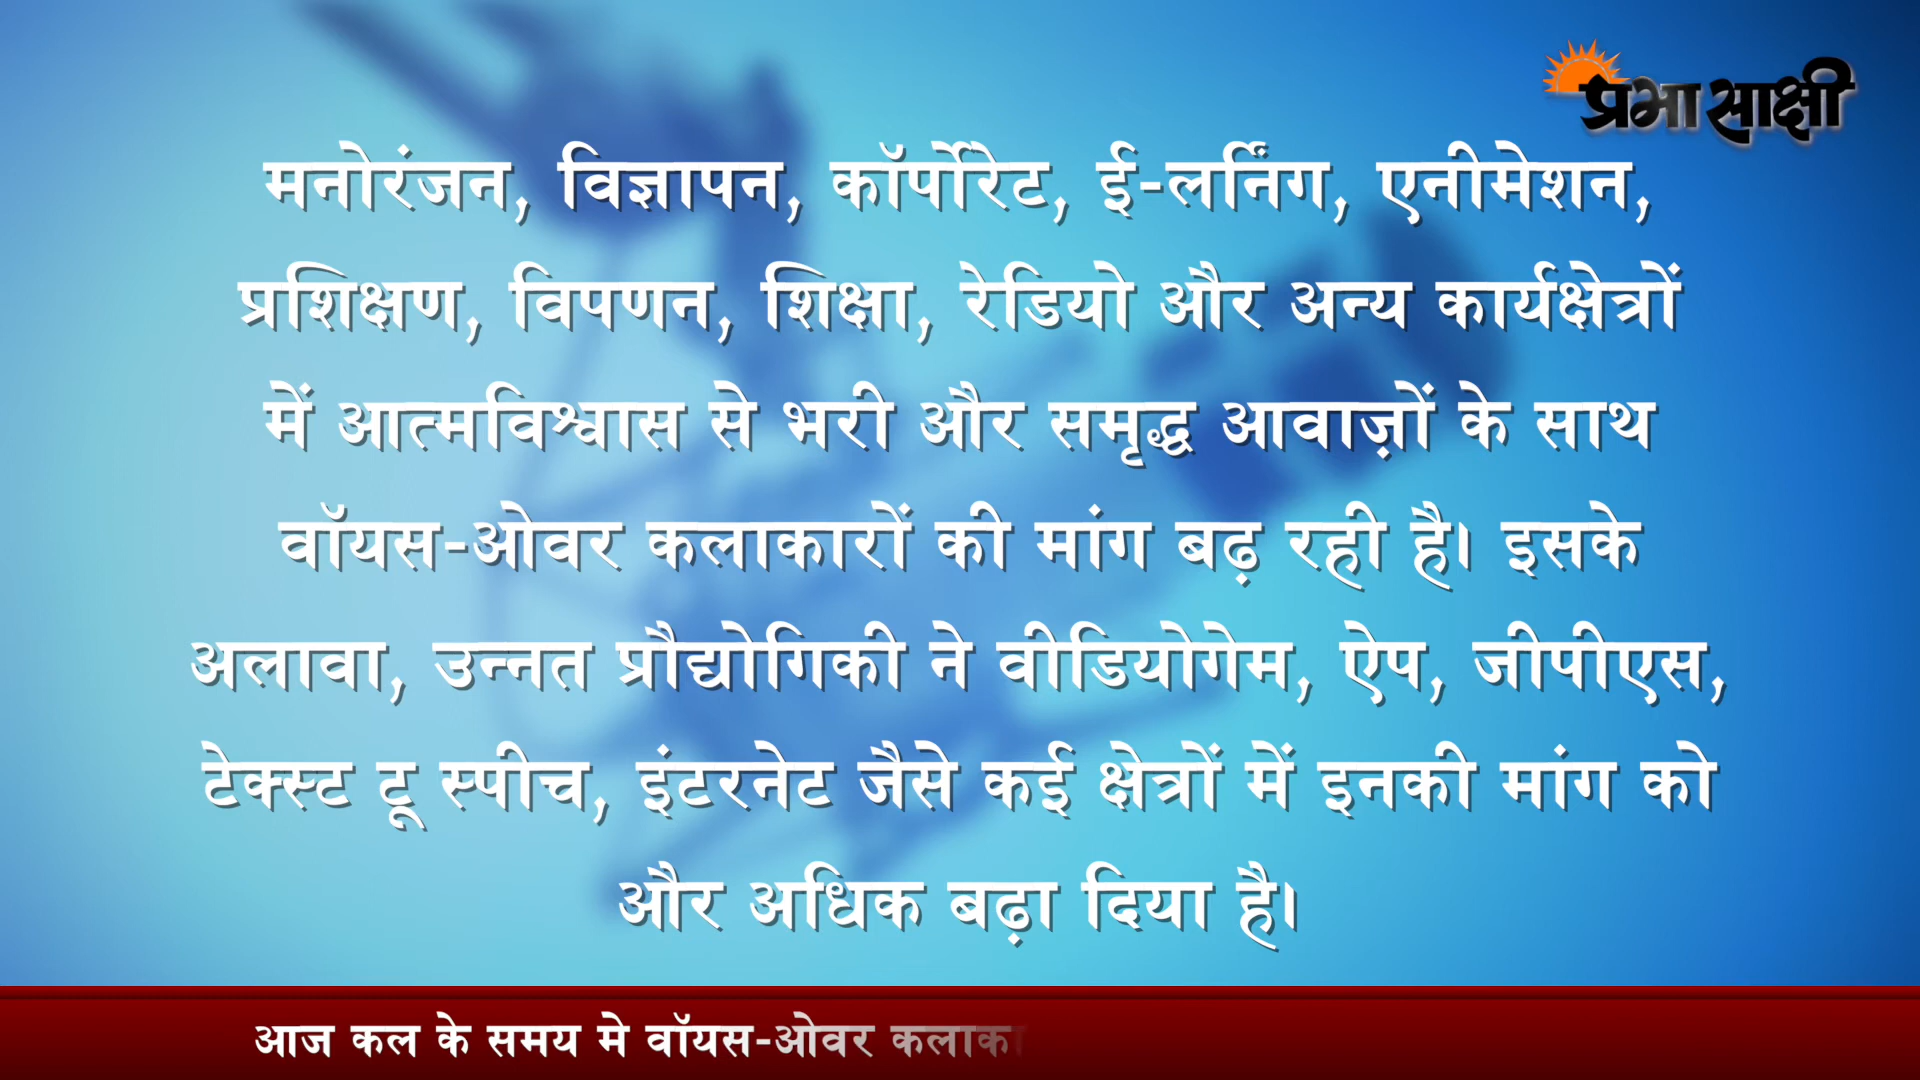 प्रभासाक्षी
मनोरंजन, विज्ञापन, कॉर्पोरेट, ई-लर्निंग, एनीमेशन,
प्रशिक्षण, विपणन, शिक्षा, रेडियो और अन्य कार्यक्षेत्रों
में आत्मविश्वास से भरी और समृद्ध आवाज़ों के साथ
वॉयस-ओवर कलाकारों की मांग बढ़ रही है। इसके
अलावा, उन्नत प्रौद्योगिकी ने वीडियोगेम, ऐप, जीपीएस,
टेक्स्ट टू स्पीच, इंटरनेट जैसे कई क्षेत्रों में इनकी मांग को
और अधिक बढ़ा दिया है।
आज कल के समय मे वॉयस-ओवर कलाका